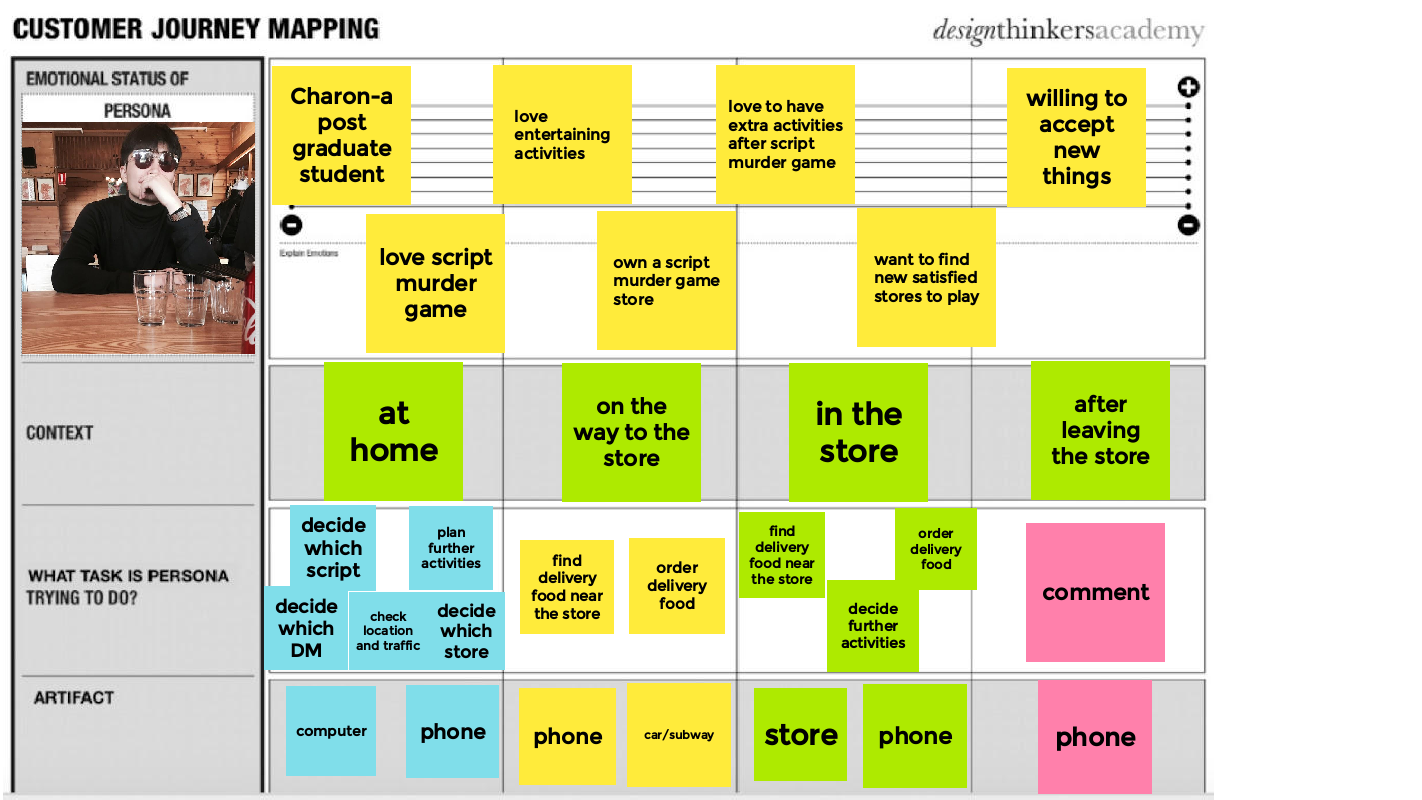 CUSTOMER JOURNEY MAPPING
designthinkersacademy
EMOTIONAL STATUS OF
PERSONA
Charon-a
post
graduate
student
love
entertaining
activities
love to have
extra activities
after script
murder game
willing to
accept
new
things
Explain Emotions
love script
murder
game
own a script
murder game
store
want to find
new satisfied
stores to play
CONTEXT
at
home
on the
way to the
store
in the
store
after
leaving
the store
WHAT TASK IS PERSONA
TRYING TO DO?
decide
which
script
plan
further
activities
decide
which
DM
check
location
and traffic
decide
which
store
find
delivery
food near
the store
order
delivery
food
find
delivery
food near
the store
order
delivery
food
decide
further
activities
comment
ARTIFACT
computer
phone
phone
car/subway
store
phone
phone